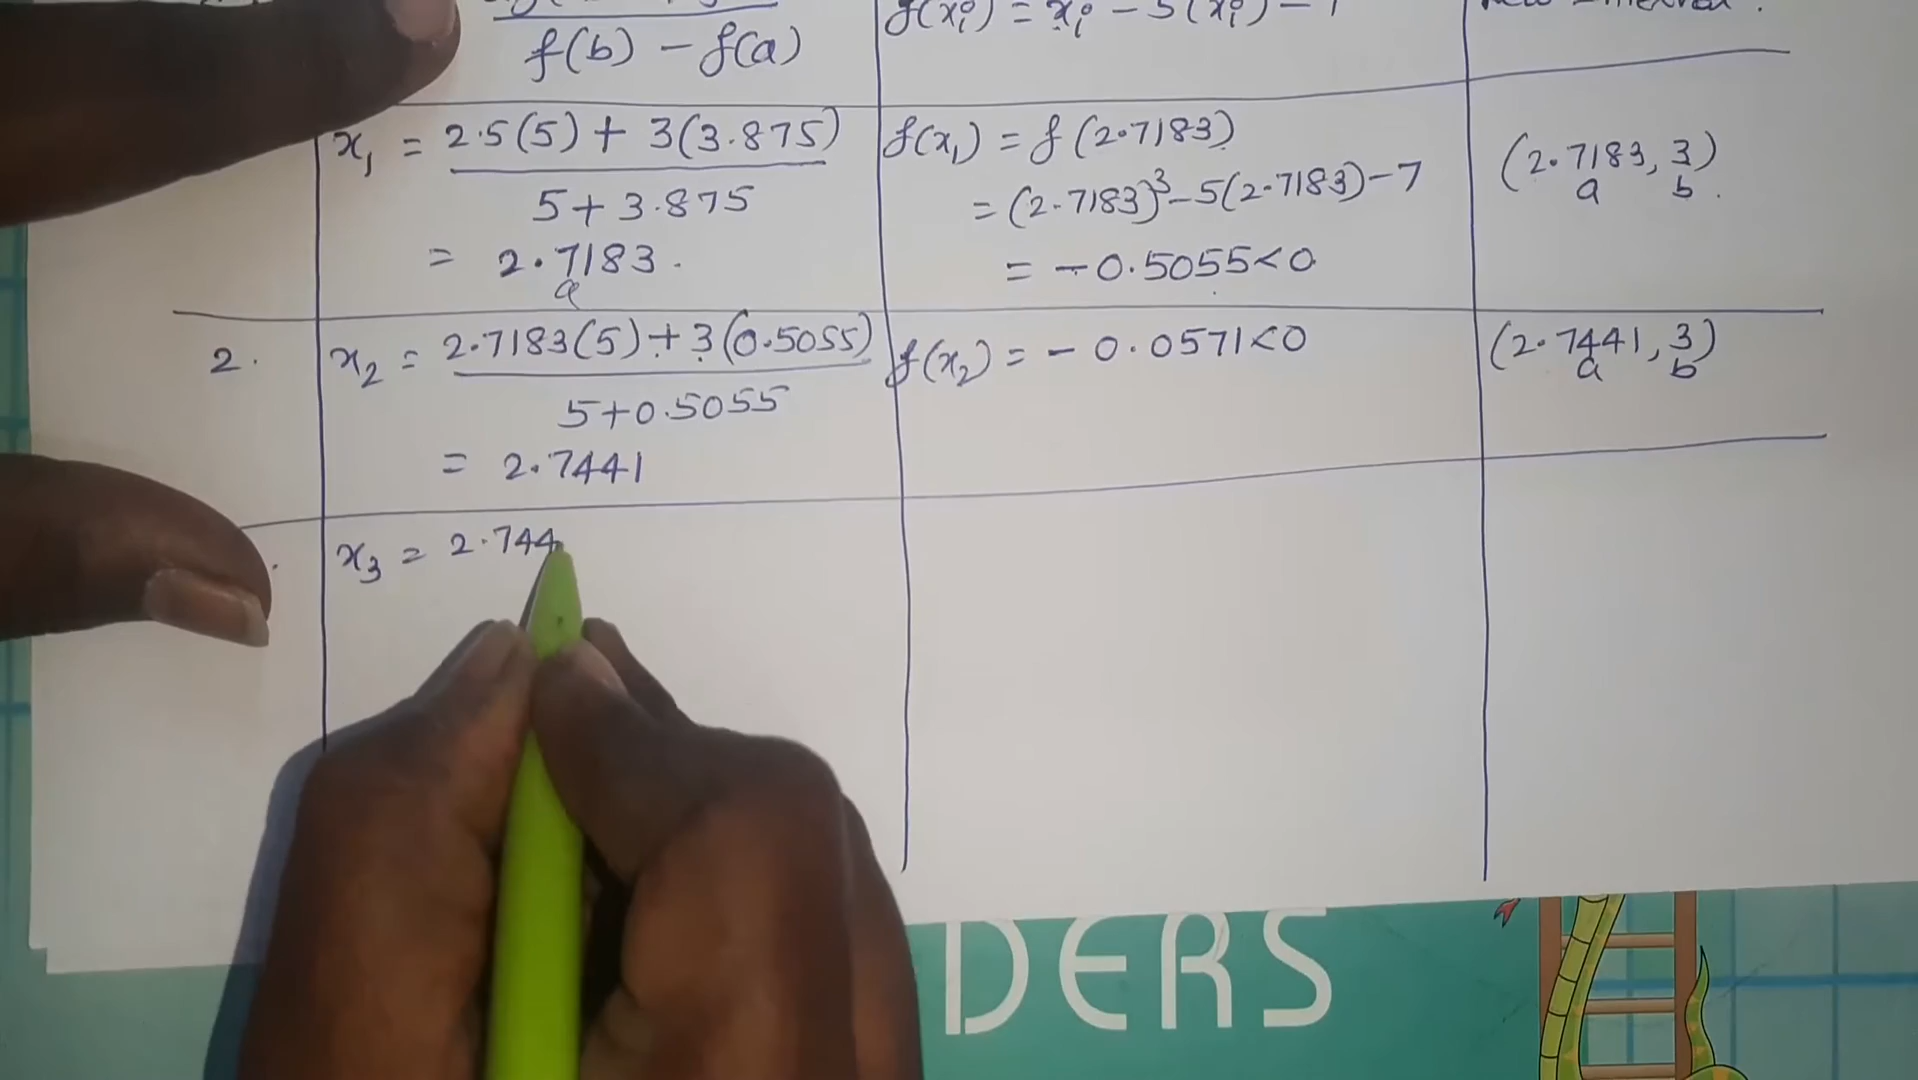 f(b) - f(a)
f(xi) = xi - 5(xi) -
x₁ = 2.5(5) + 3(3.875)
5 + 3.875
= 2.7183.
a
f(x₁) = f(2.7183)
= (2.7183)³ - 5(2.7183) - 7
= -0.5055 < 0
(2.7183, 3)
a b.
2.
x₂ = 2.7183(5) + 3(0.5055)
5 + 0.5055
= 2.7441
f(x₂) = - 0.0571 < 0
(2.7441, 3)
a b
x₃ = 2.744
DERS